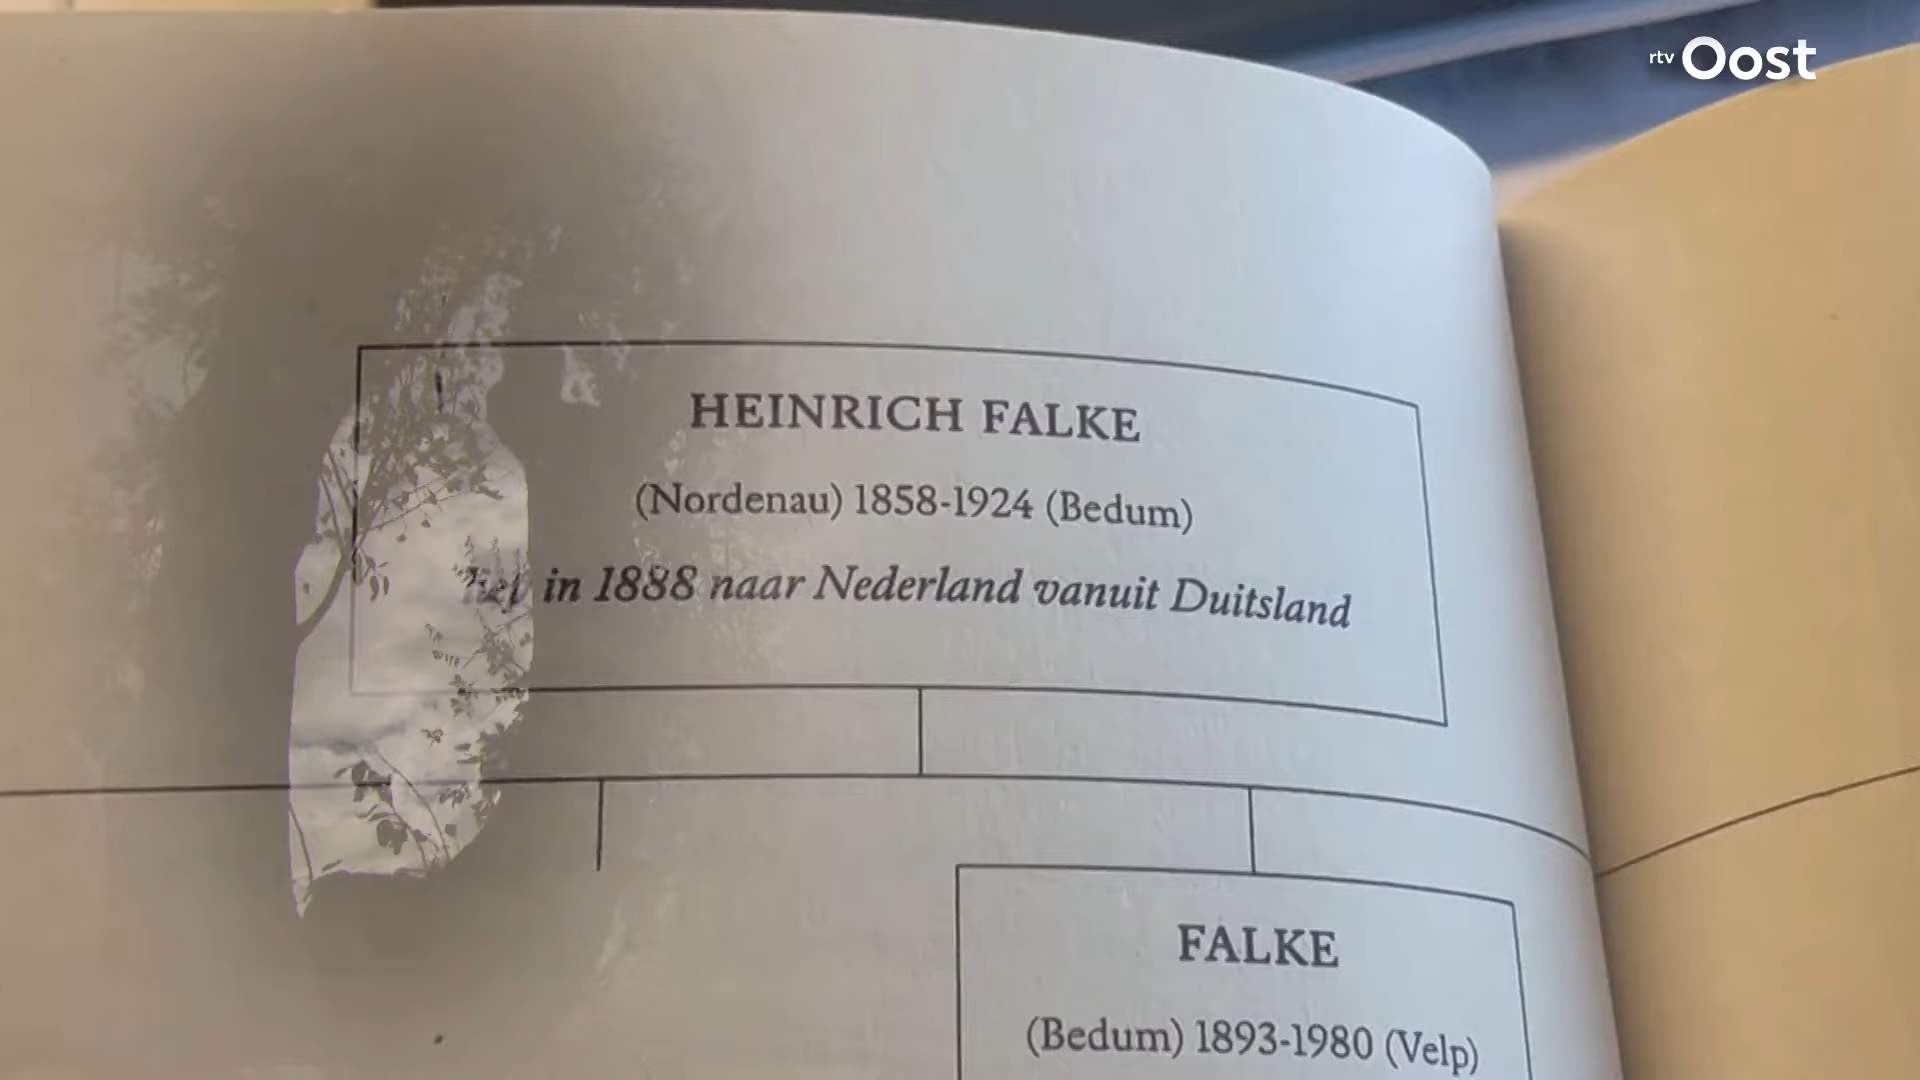 rtv Oost
HEINRICH FALKE
(Nordenau) 1858-1924 (Bedum)
in 1888 naar Nederland vanuit Duitsland
FALKE
(Bedum) 1893-1980 (Velp)